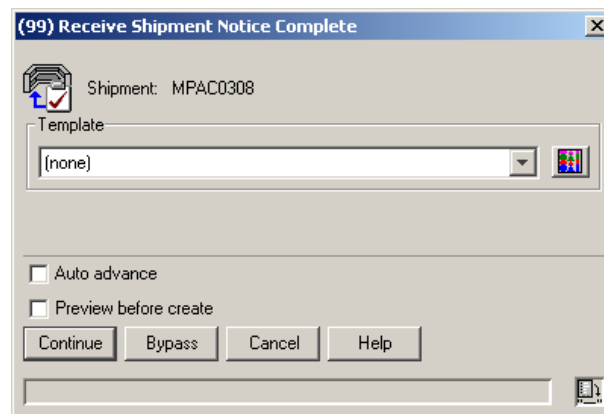 (99) Receive Shipment Notice Complete
Shipment: MPAC0308
Template
(none)
Auto advance
Preview before create
Continue Bypass Cancel Help